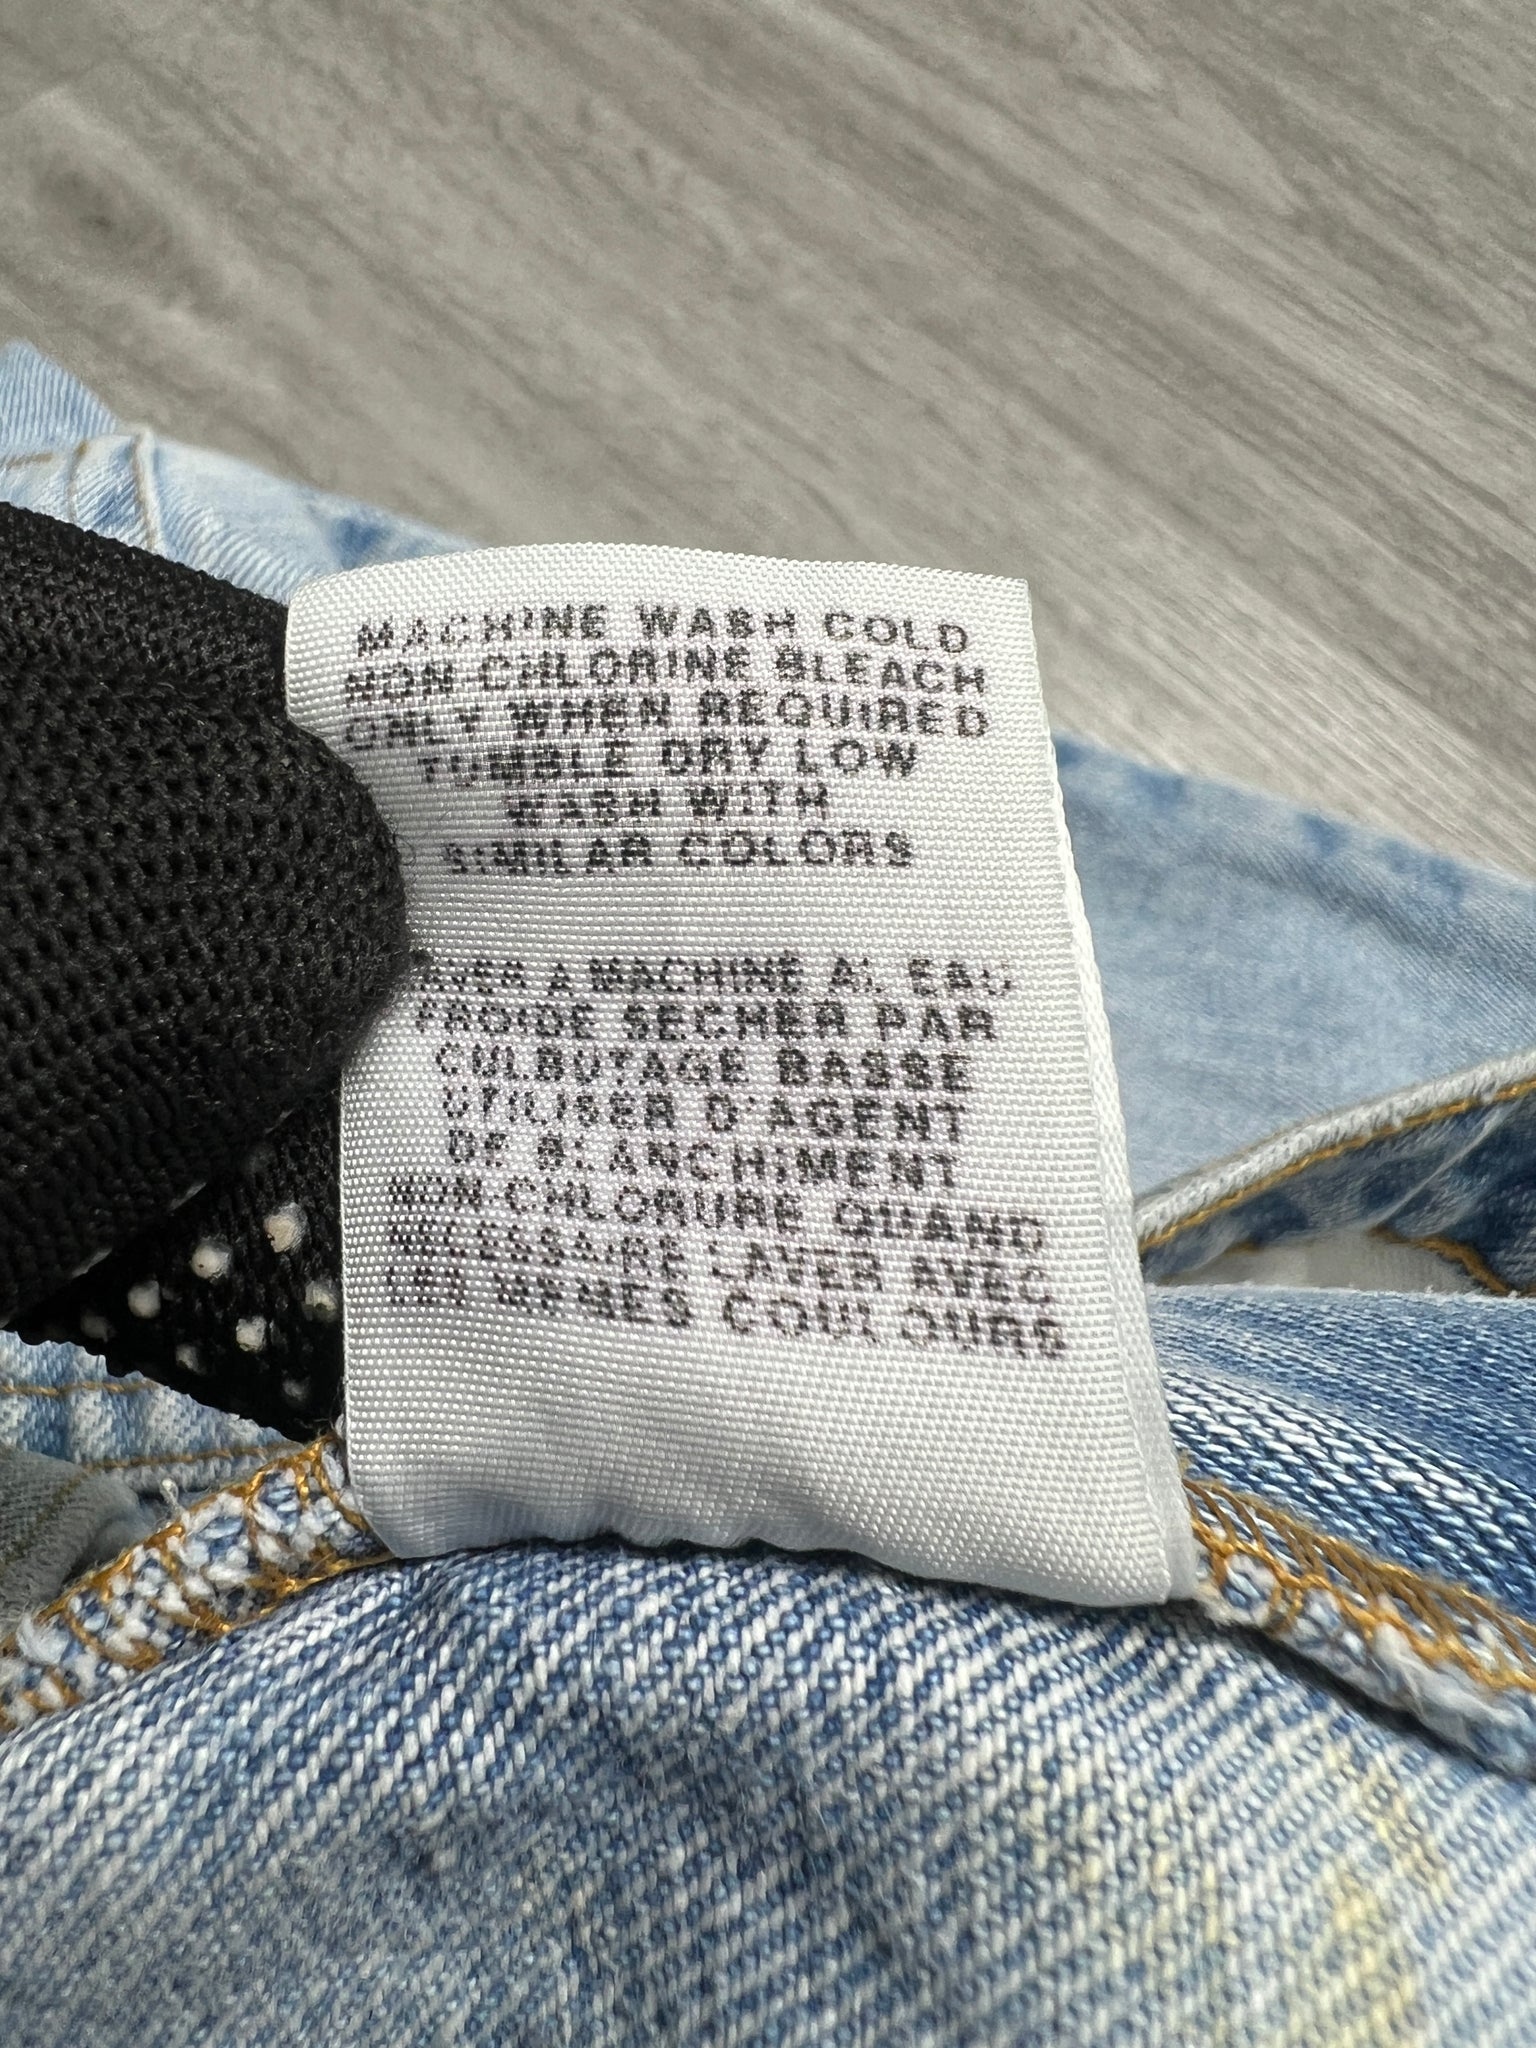 MACHINE WASH COLD
NON-CHLORINE BLEACH
ONLY WHEN REQUIRED
TUMBLE DRY LOW
WASH WITH
SIMILAR COLORS
A MACHINE AL EAU
FROIDE SECHER PAR
CULBUTAGE BASSE
UTILISER D'AGENT
DE BLANCHIMENT
NON-CHLORURE QUAND
NECESSAIRE LAVER AVEC
LES MEMES COULOURS